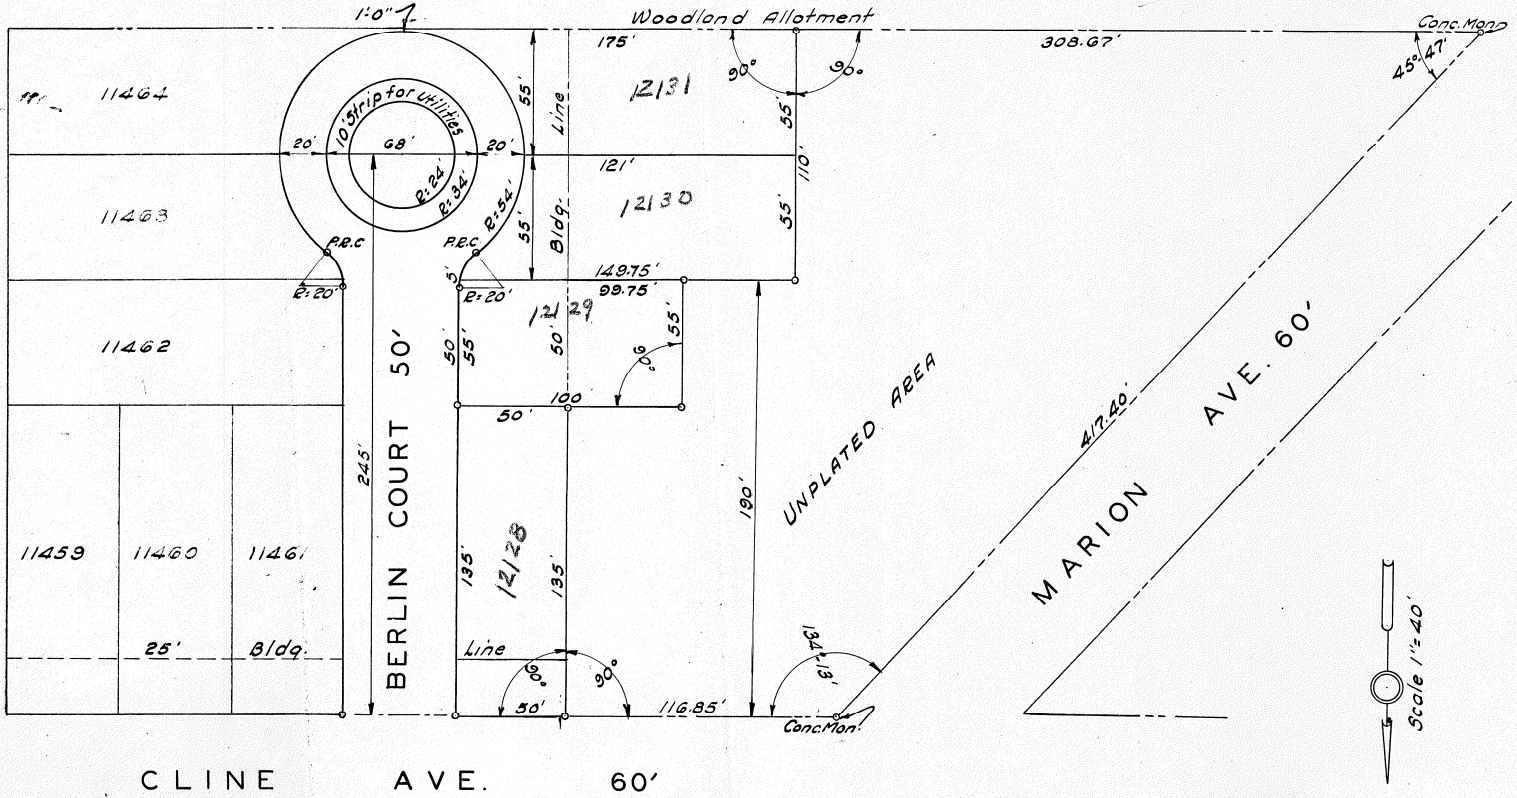 1'-0"
Woodland Allotment
Conc. Mon.
175'
308.67'
45°-47'
90°
90°
11464
10' Strip for Utilities
55'
Line
12131
55'
20'
68'
20'
121'
110'
R=24'
R=34'
R=54'
11463
55'
Bldg.
12130
55'
P.R.C
P.R.C.
149.75'
R=20'
5'
R=20'
99.75'
12129
11462
50'
50'
55'
50'
90°
55'
100'
50'
MARION AVE. 60'
417.40'
UNPLATED AREA
245'
BERLIN COURT
190'
11459
11460
11461
135'
12128
135'
25'
Bldg.
Line
90°
90°
134°-13'
50'
116.85'
Conc. Mon.
Scale 1"=40'
CLINE AVE. 60'